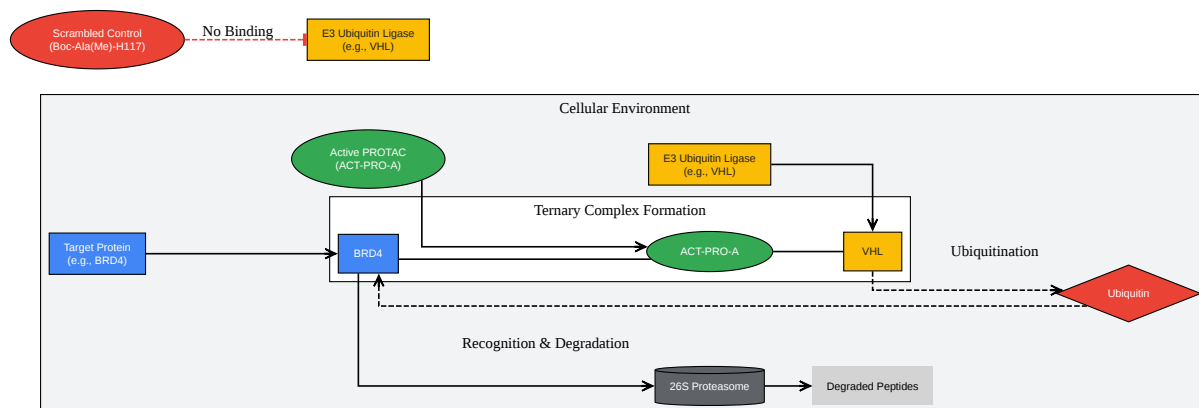 Scrambled Control
(Boc-Ala(Me)-H117)
No Binding
E3 Ubiquitin Ligase
(e.g., VHL)
Cellular Environment
Active PROTAC
(ACT-PRO-A)
E3 Ubiquitin Ligase
(e.g., VHL)
Ternary Complex Formation
Target Protein
(e.g., BRD4)
BRD4
ACT-PRO-A
VHL
Ubiquitination
Ubiquitin
Recognition & Degradation
26S Proteasome
Degraded Peptides